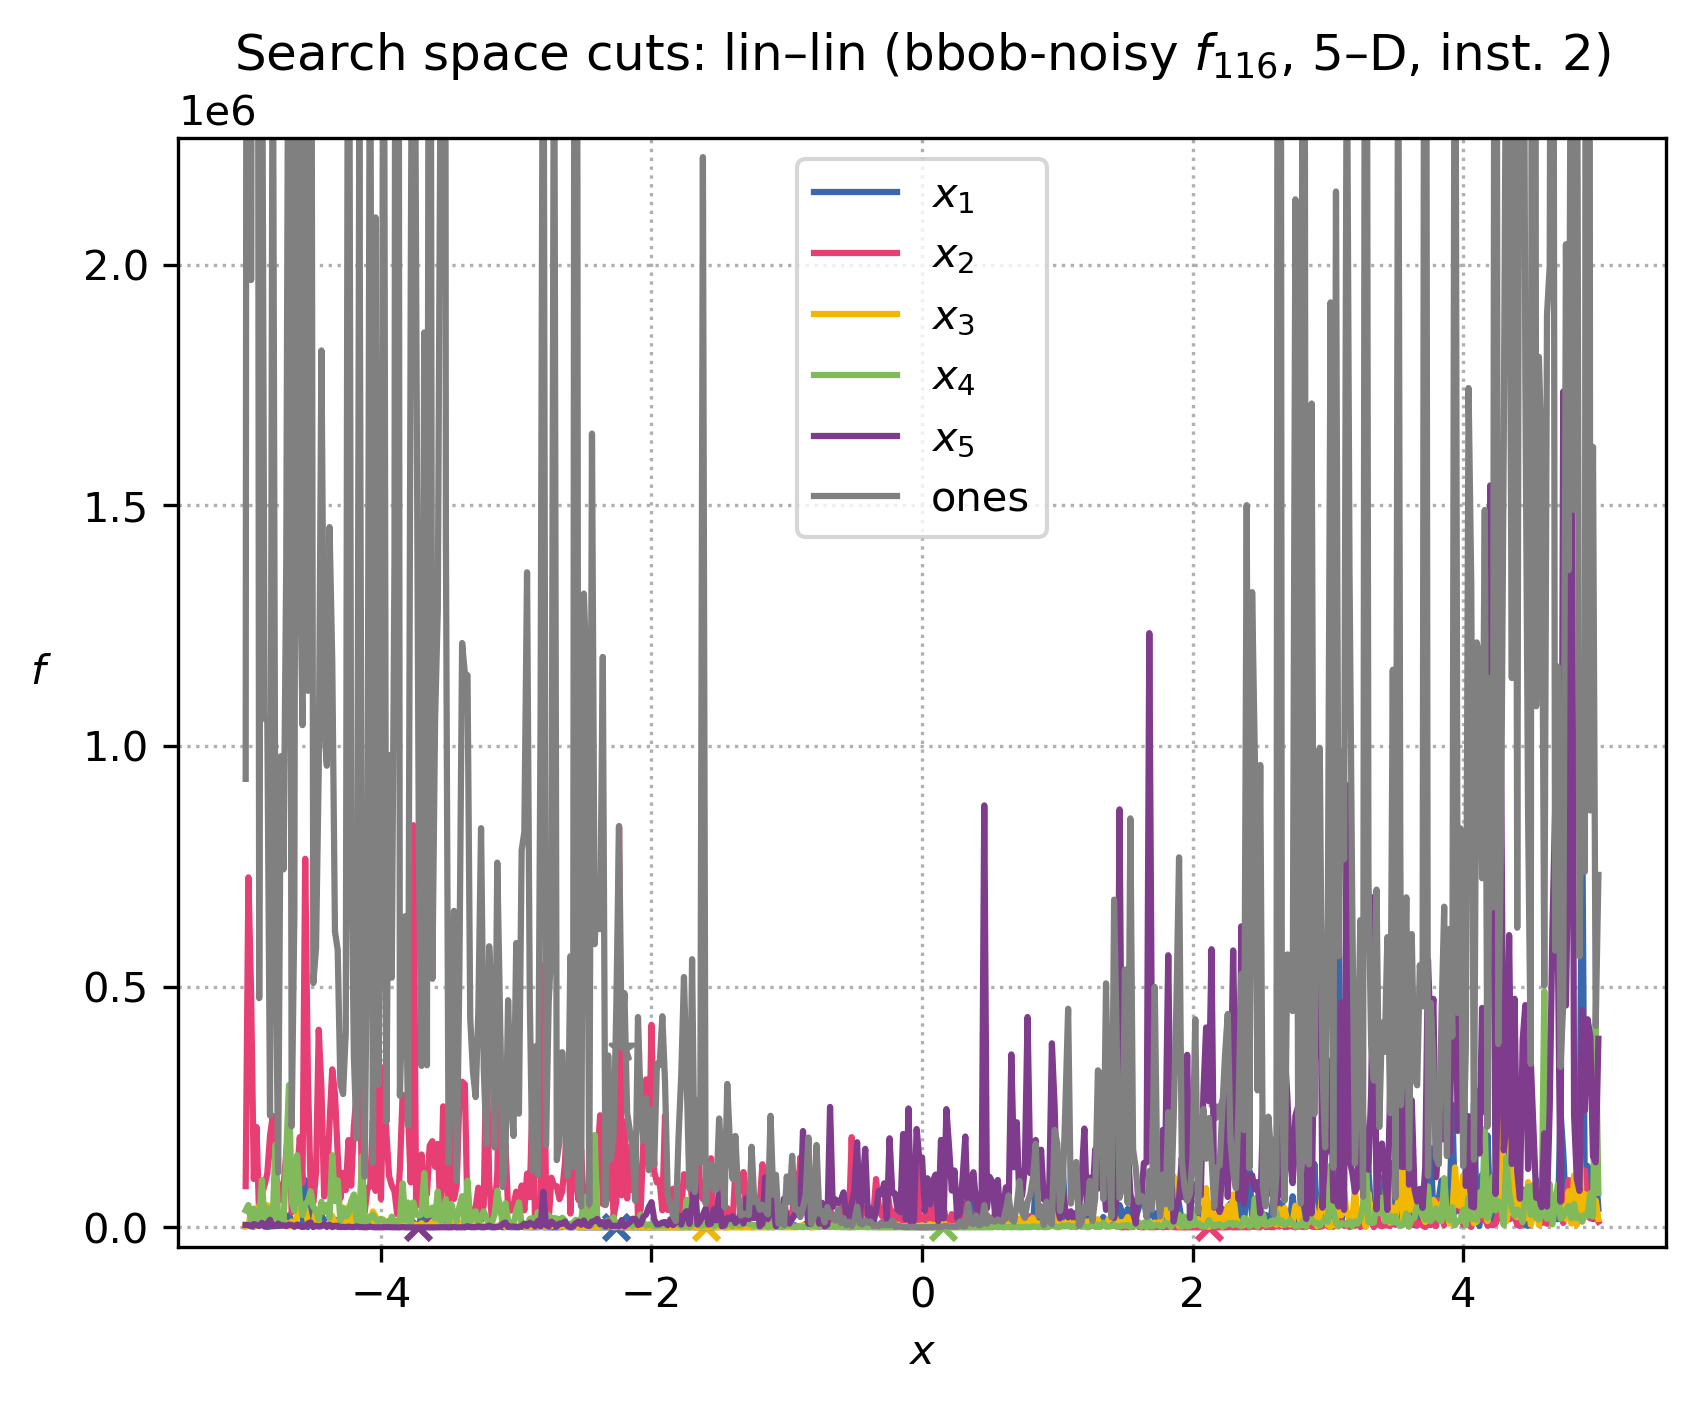 Search space cuts: lin–lin (bbob-noisy f₁₁₆, 5–D, inst. 2)
1e6
x₁
x₂
x₃
x₄
x₅
ones
2.0
1.5
1.0
0.5
0.0
f
−4 −2 0 2 4
x